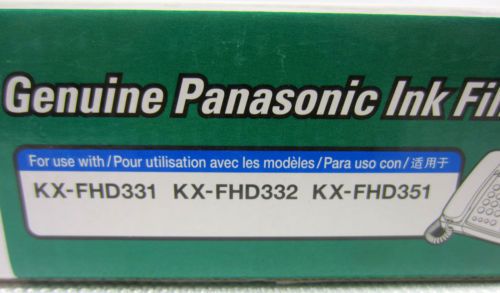 Genuine Panasonic Ink Fil
For use with/Pour utilisation avec les modèles/Para uso con/适用于
KX-FHD331 KX-FHD332 KX-FHD351